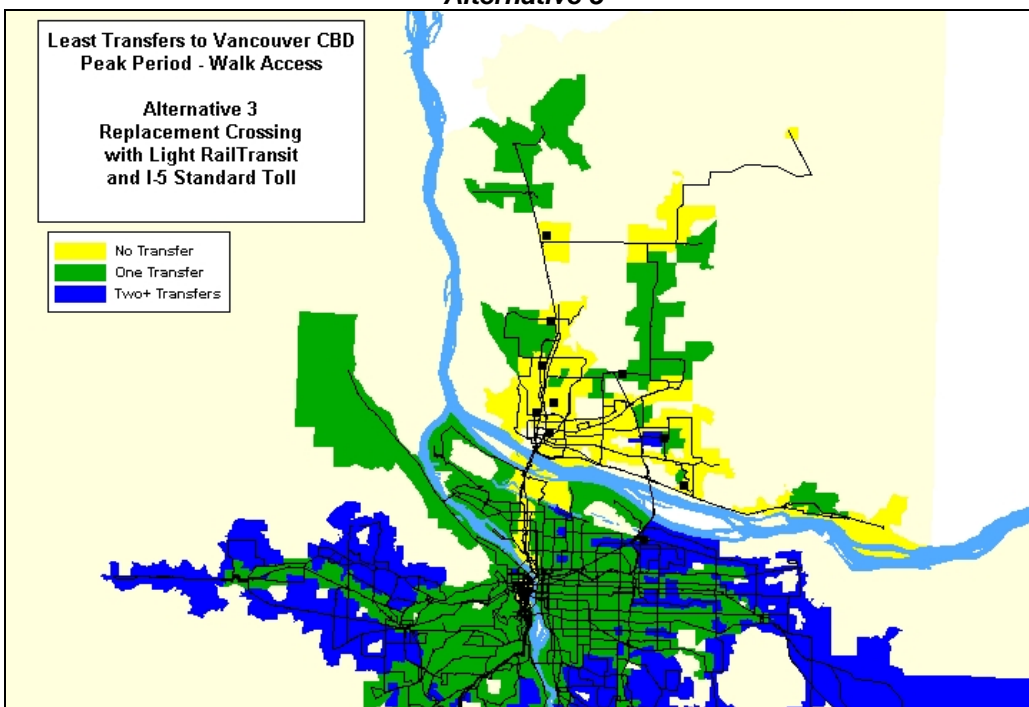 Alternative 3
Least Transfers to Vancouver CBD
Peak Period - Walk Access
Alternative 3
Replacement Crossing
with Light RailTransit
and I-5 Standard Toll
No Transfer
One Transfer
Two+ Transfers